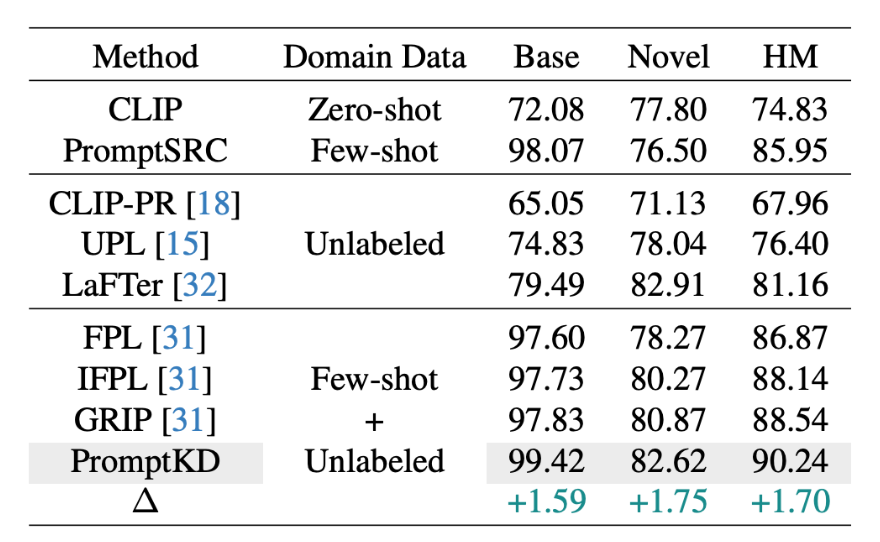 Method Domain Data Base Novel HM
CLIP Zero-shot 72.08 77.80 74.83
PromptSRC Few-shot 98.07 76.50 85.95
CLIP-PR [18] 65.05 71.13 67.96
UPL [15] Unlabeled 74.83 78.04 76.40
LaFTer [32] 79.49 82.91 81.16
FPL [31] 97.60 78.27 86.87
IFPL [31] Few-shot 97.73 80.27 88.14
GRIP [31] + 97.83 80.87 88.54
PromptKD Unlabeled 99.42 82.62 90.24
Δ +1.59 +1.75 +1.70